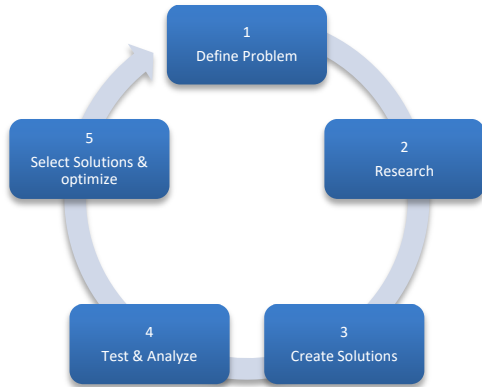 1
Define Problem
2
Research
3
Create Solutions
4
Test & Analyze
5
Select Solutions &
optimize